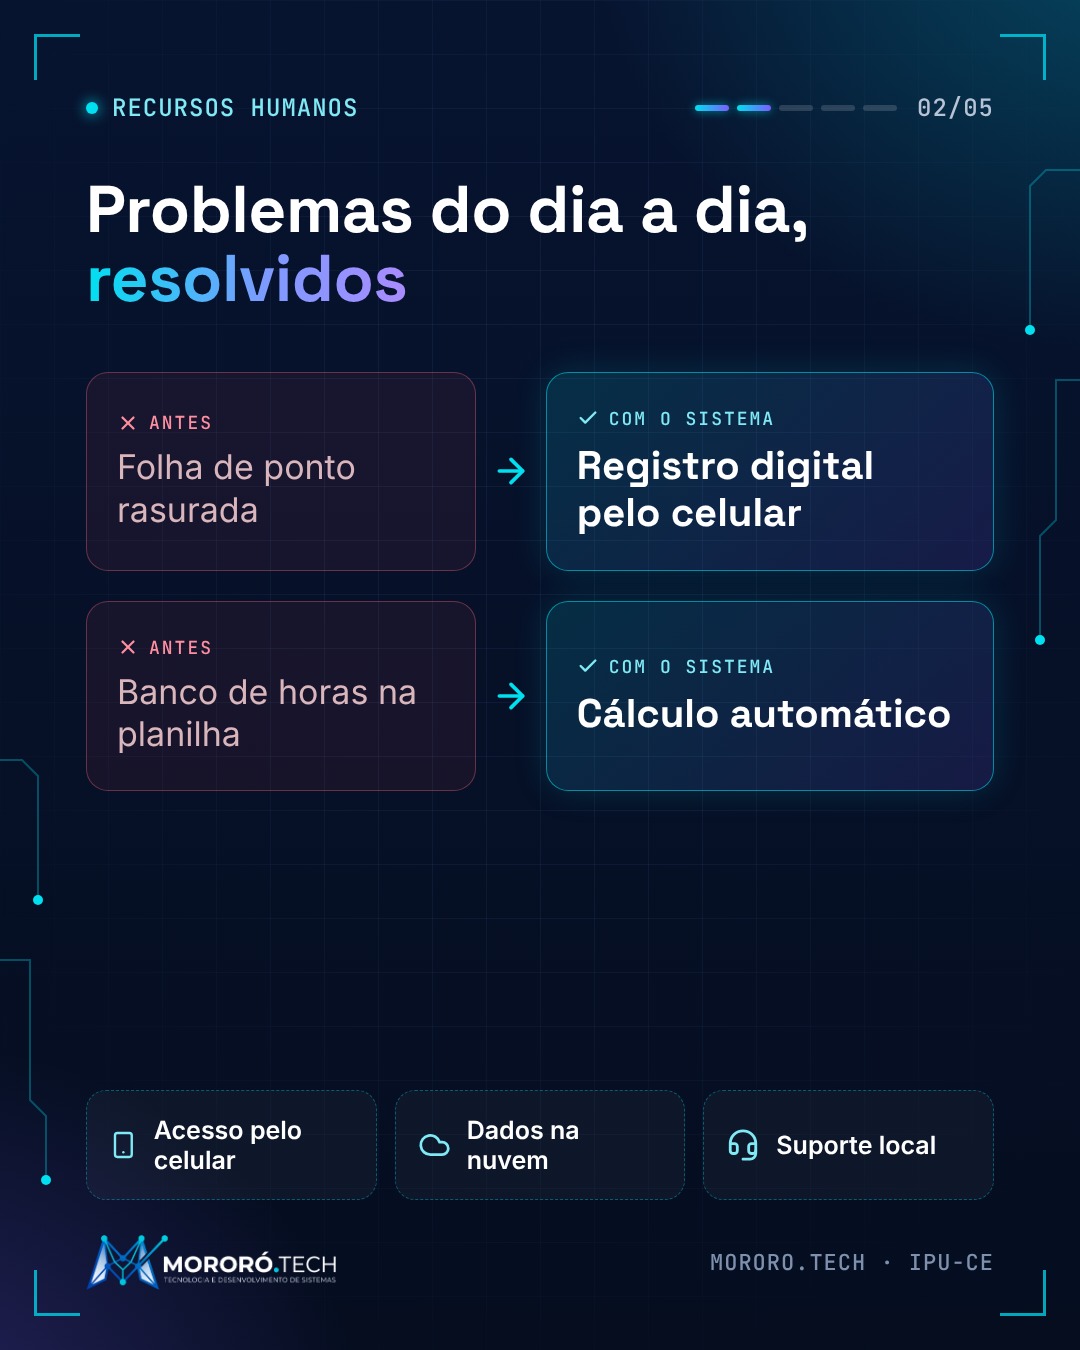 RECURSOS HUMANOS
02/05
Problemas do dia a dia,
resolvidos
ANTES
Folha de ponto
rasurada
COM O SISTEMA
Registro digital
pelo celular
ANTES
Banco de horas na
planilha
COM O SISTEMA
Cálculo automático
Acesso pelo
celular
Dados na
nuvem
Suporte local
MORORÓ.TECH
TECNOLOGIA E DESENVOLVIMENTO DE SISTEMAS
MORORO.TECH · IPU-CE